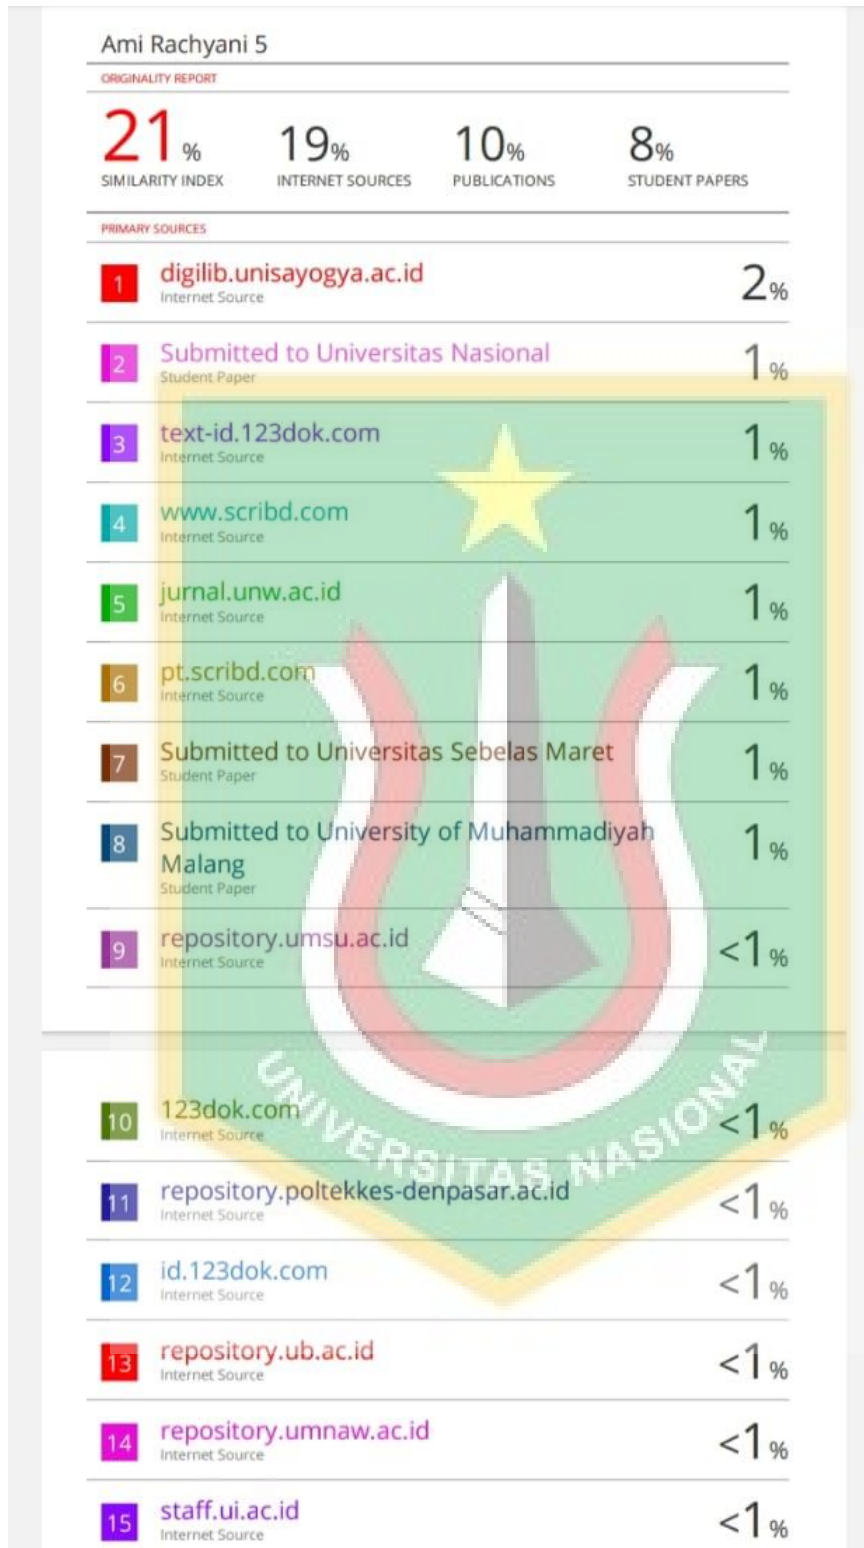 Ami Rachyani 5
ORIGINALITY REPORT
21% 19% 10% 8%
SIMILARITY INDEX INTERNET SOURCES PUBLICATIONS STUDENT PAPERS
PRIMARY SOURCES
1 digilib.unisayogya.ac.id 2%
Internet Source
2 Submitted to Universitas Nasional 1%
Student Paper
3 text-id.123dok.com 1%
Internet Source
4 www.scribd.com 1%
Internet Source
5 jurnal.unw.ac.id 1%
Internet Source
6 pt.scribd.com 1%
Internet Source
7 Submitted to Universitas Sebelas Maret 1%
Student Paper
8 Submitted to University of Muhammadiyah 1%
Malang
Student Paper
9 repository.umsu.ac.id <1%
Internet Source
10 123dok.com <1%
Internet Source
UNIVERSITAS NASIONAL
11 repository.poltekkes-denpasar.ac.id <1%
Internet Source
12 id.123dok.com <1%
Internet Source
13 repository.ub.ac.id <1%
Internet Source
14 repository.umnaw.ac.id <1%
Internet Source
15 staff.ui.ac.id <1%
Internet Source